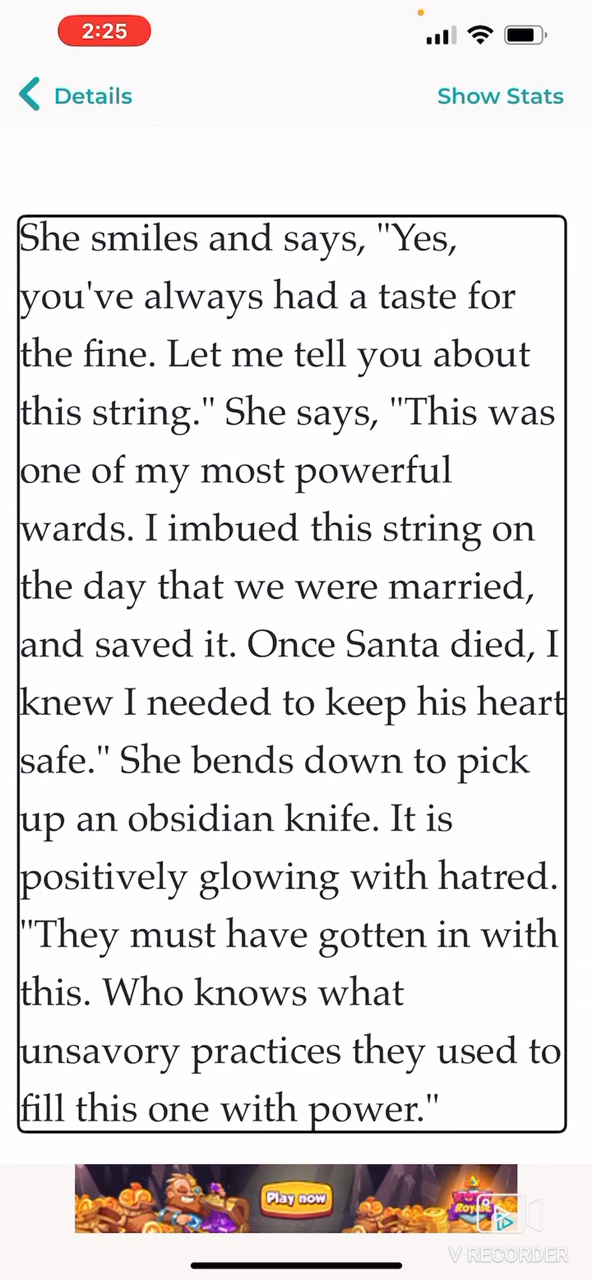 2:25
Details
Show Stats
She smiles and says, "Yes,
you've always had a taste for
the fine. Let me tell you about
this string." She says, "This was
one of my most powerful
wards. I imbued this string on
the day that we were married,
and saved it. Once Santa died, I
knew I needed to keep his heart
safe." She bends down to pick
up an obsidian knife. It is
positively glowing with hatred.
"They must have gotten in with
this. Who knows what
unsavory practices they used to
fill this one with power."
Play now
V RECORDER